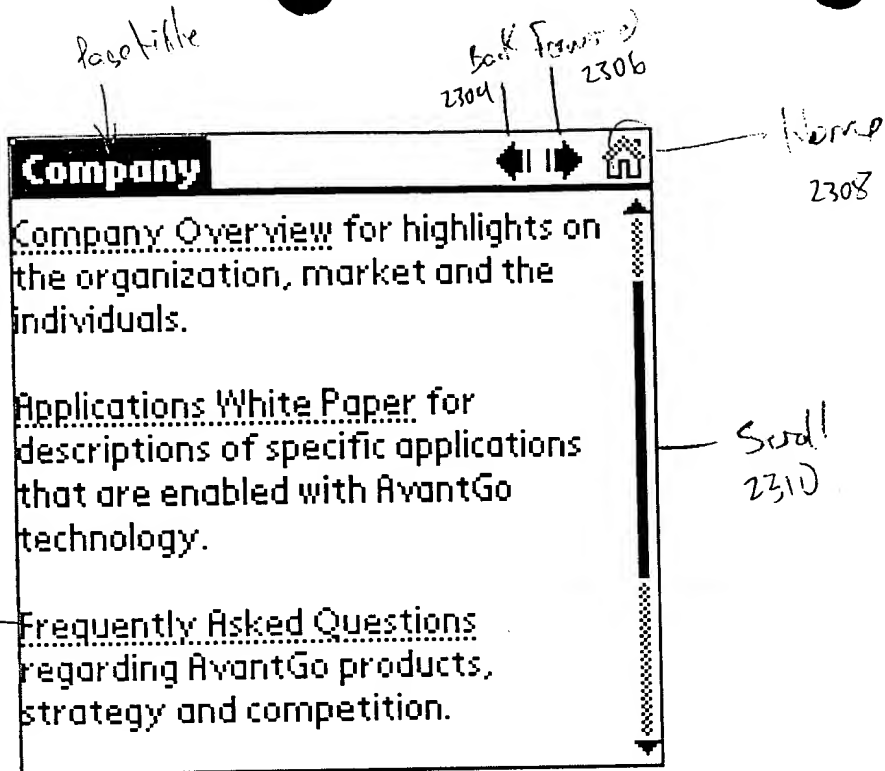 Page title
Back Forward
2304
2306
Home
2308
Company
Company Overview for highlights on
the organization, market and the
individuals.
Applications White Paper for
descriptions of specific applications
that are enabled with AvantGo
technology.
Scroll
2310
Frequently Asked Questions
regarding AvantGo products,
strategy and competition.